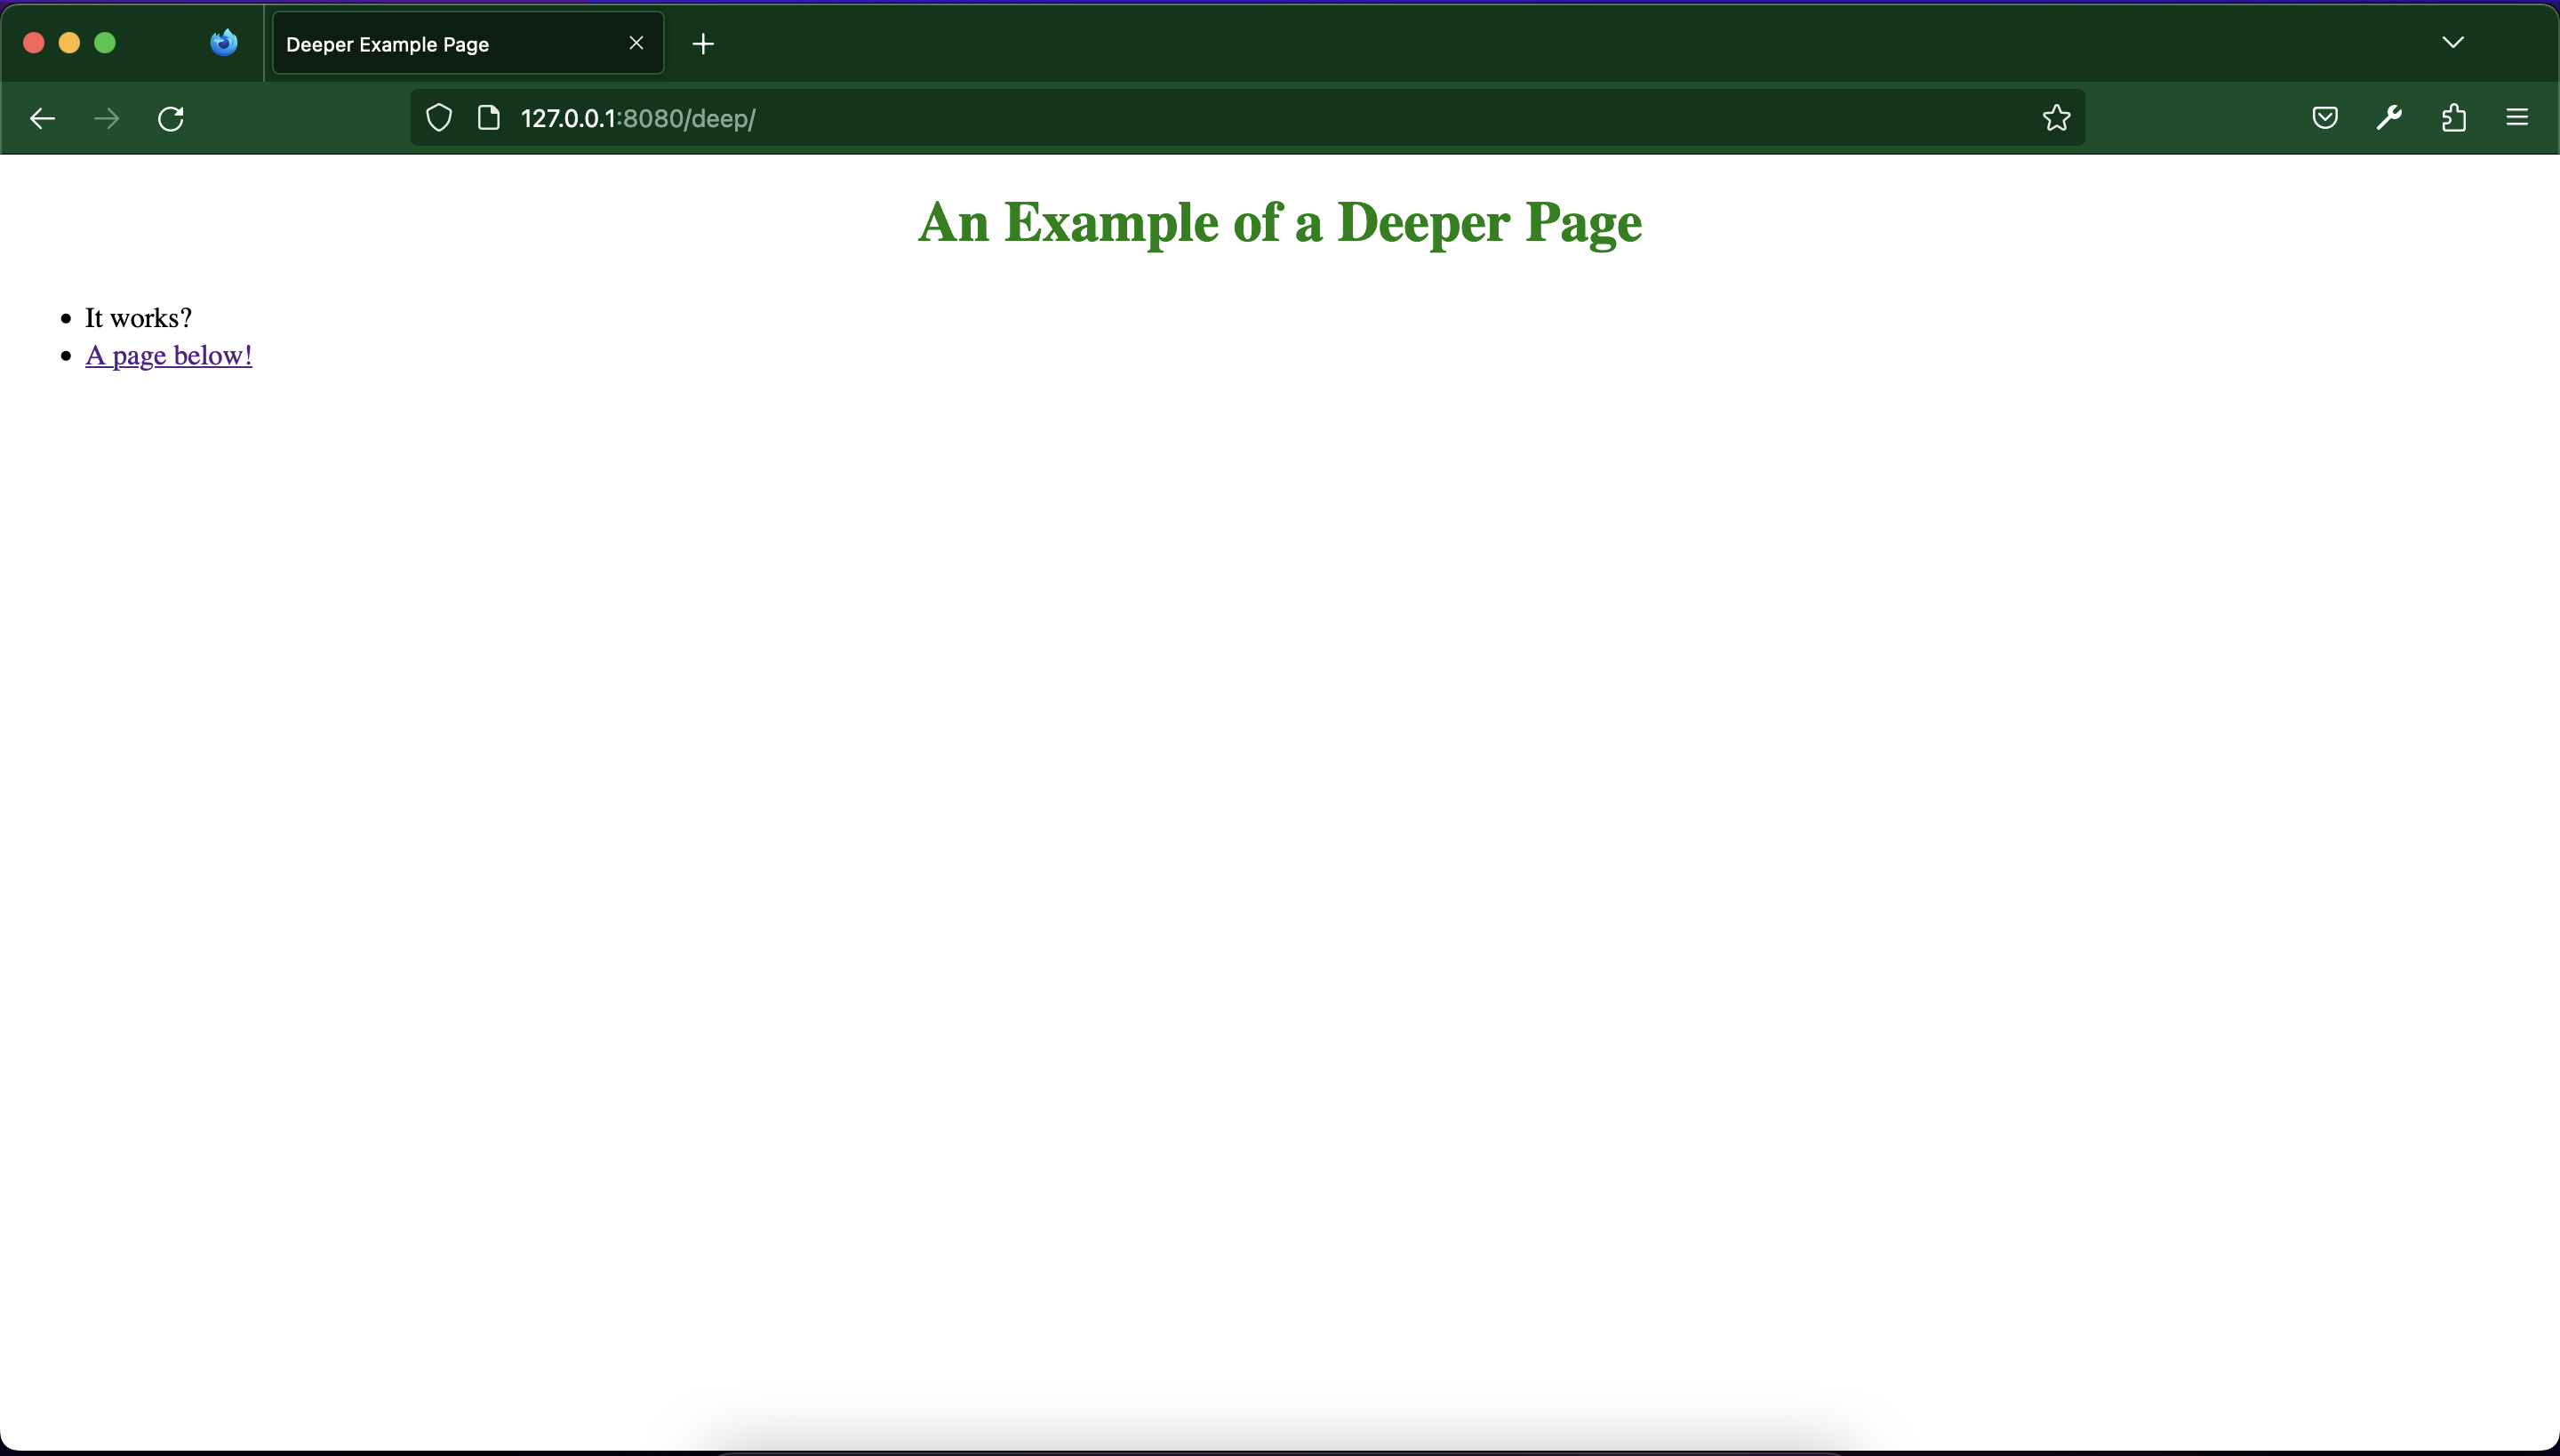 Deeper Example Page
127.0.0.1:8080/deep/
An Example of a Deeper Page
It works?
A page below!